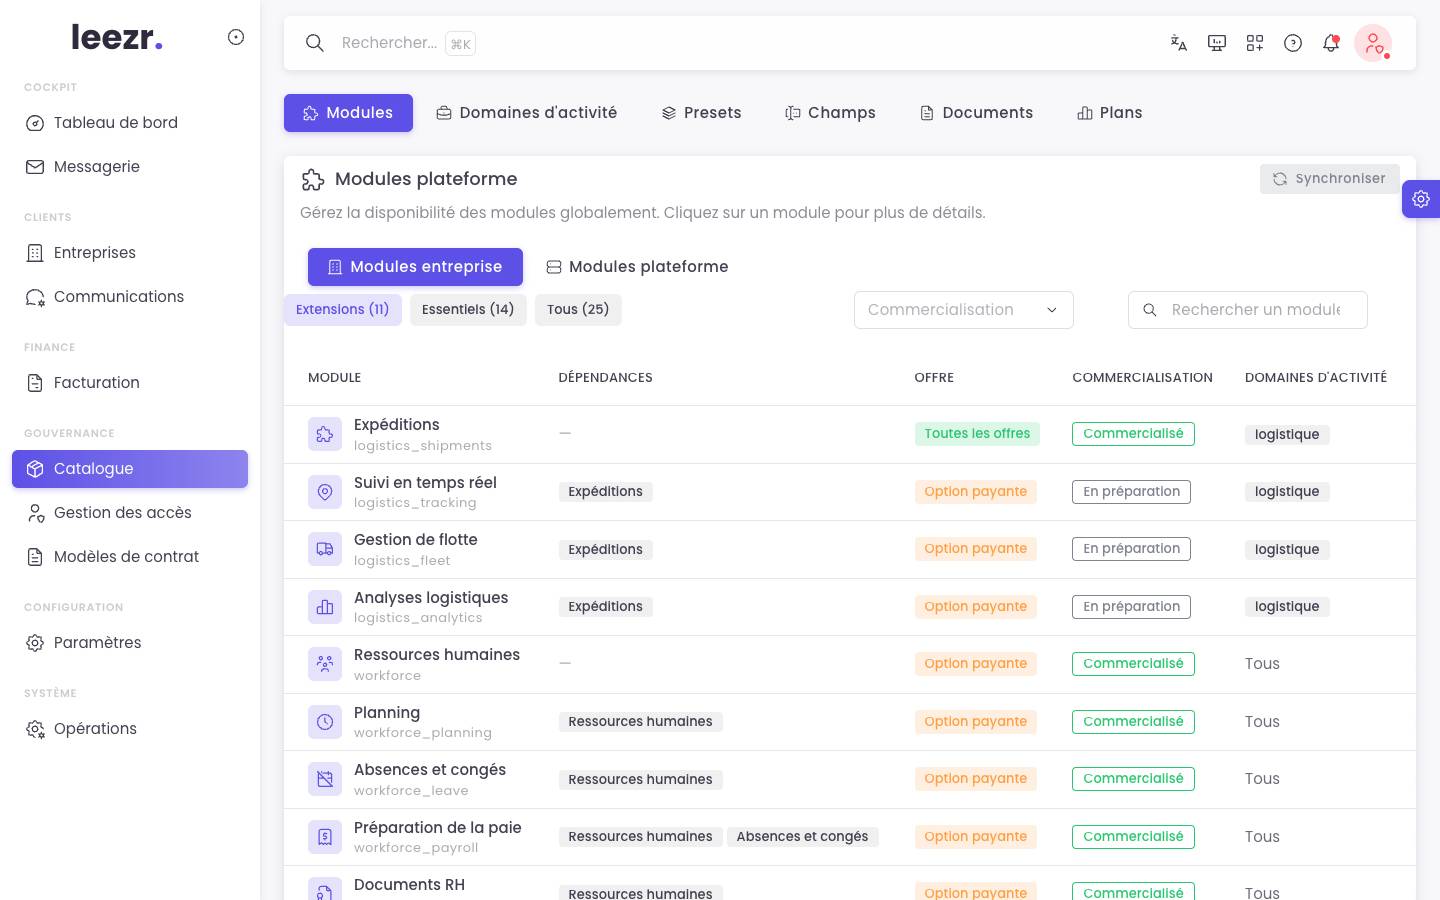 leezr.
Rechercher... ⌘K
COCKPIT
Tableau de bord
Messagerie
CLIENTS
Entreprises
Communications
FINANCE
Facturation
GOUVERNANCE
Catalogue
Gestion des accès
Modèles de contrat
CONFIGURATION
Paramètres
SYSTÈME
Opérations
Modules Domaines d'activité Presets Champs Documents Plans
Modules plateforme Synchroniser
Gérez la disponibilité des modules globalement. Cliquez sur un module pour plus de détails.
Modules entreprise Modules plateforme
Extensions (11) Essentiels (14) Tous (25) Commercialisation Rechercher un module
MODULE DÉPENDANCES OFFRE COMMERCIALISATION DOMAINES D'ACTIVITÉ
Expéditions
logistics_shipments — Toutes les offres Commercialisé logistique
Suivi en temps réel
logistics_tracking Expéditions Option payante En préparation logistique
Gestion de flotte
logistics_fleet Expéditions Option payante En préparation logistique
Analyses logistiques
logistics_analytics Expéditions Option payante En préparation logistique
Ressources humaines
workforce — Option payante Commercialisé Tous
Planning
workforce_planning Ressources humaines Option payante Commercialisé Tous
Absences et congés
workforce_leave Ressources humaines Option payante Commercialisé Tous
Préparation de la paie
workforce_payroll Ressources humaines Absences et congés Option payante Commercialisé Tous
Documents RH
Ressources humaines Option payante Commercialisé Tous